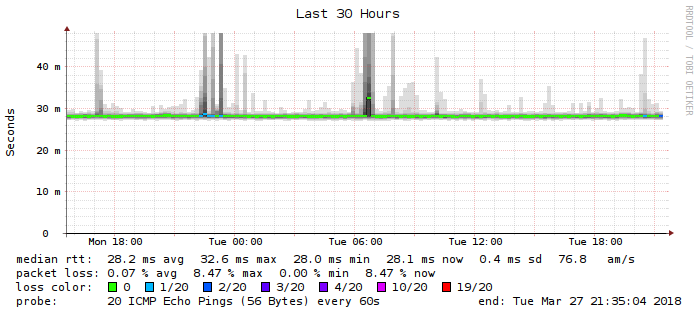 Last 30 Hours
RRDTOOL / TOBI OETIKER
Seconds
40 m
30 m
20 m
10 m
0
Mon 18:00 Tue 00:00 Tue 06:00 Tue 12:00 Tue 18:00
median rtt: 28.2 ms avg 32.6 ms max 28.0 ms min 28.1 ms now 0.4 ms sd 76.8 am/s
packet loss: 0.07 % avg 8.47 % max 0.00 % min 8.47 % now
loss color: 0 1/20 2/20 3/20 4/20 10/20 19/20
probe: 20 ICMP Echo Pings (56 Bytes) every 60s end: Tue Mar 27 21:35:04 2018